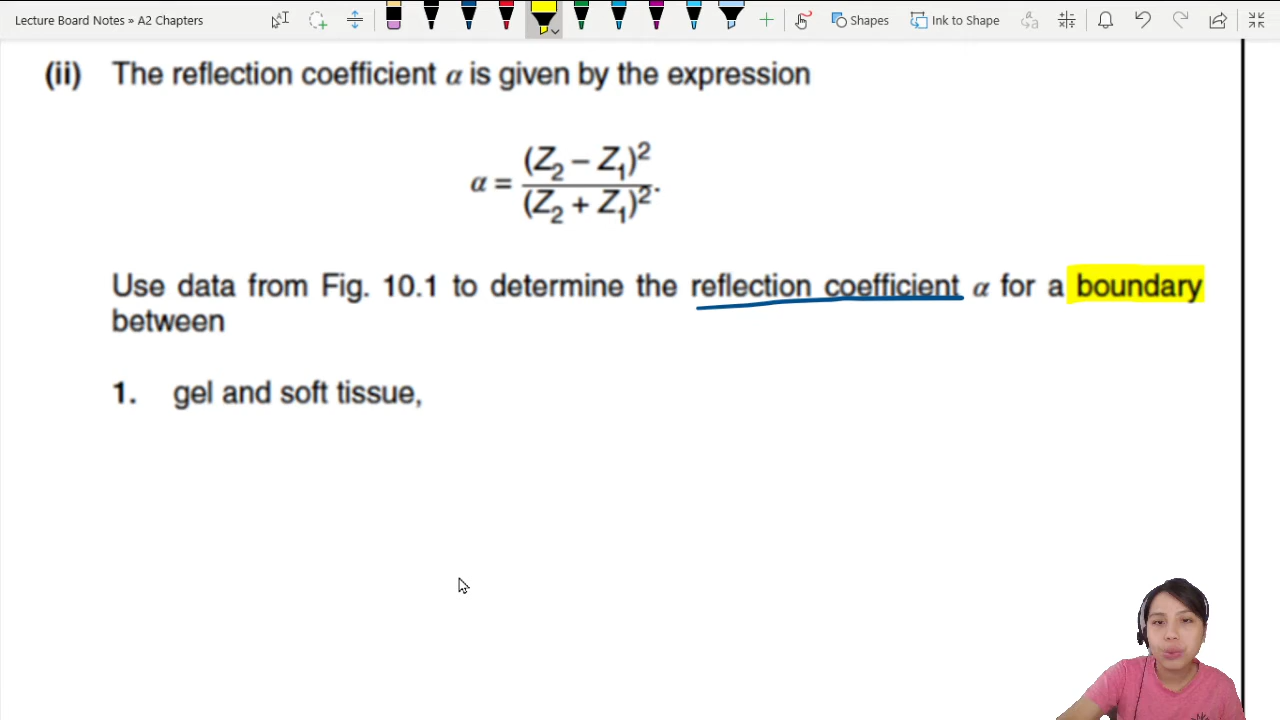 Lecture Board Notes » A2 Chapters
Shapes
Ink to Shape
(ii) The reflection coefficient α is given by the expression
α = (Z₂ − Z₁)² / (Z₂ + Z₁)².
Use data from Fig. 10.1 to determine the reflection coefficient α for a boundary
between
1. gel and soft tissue,